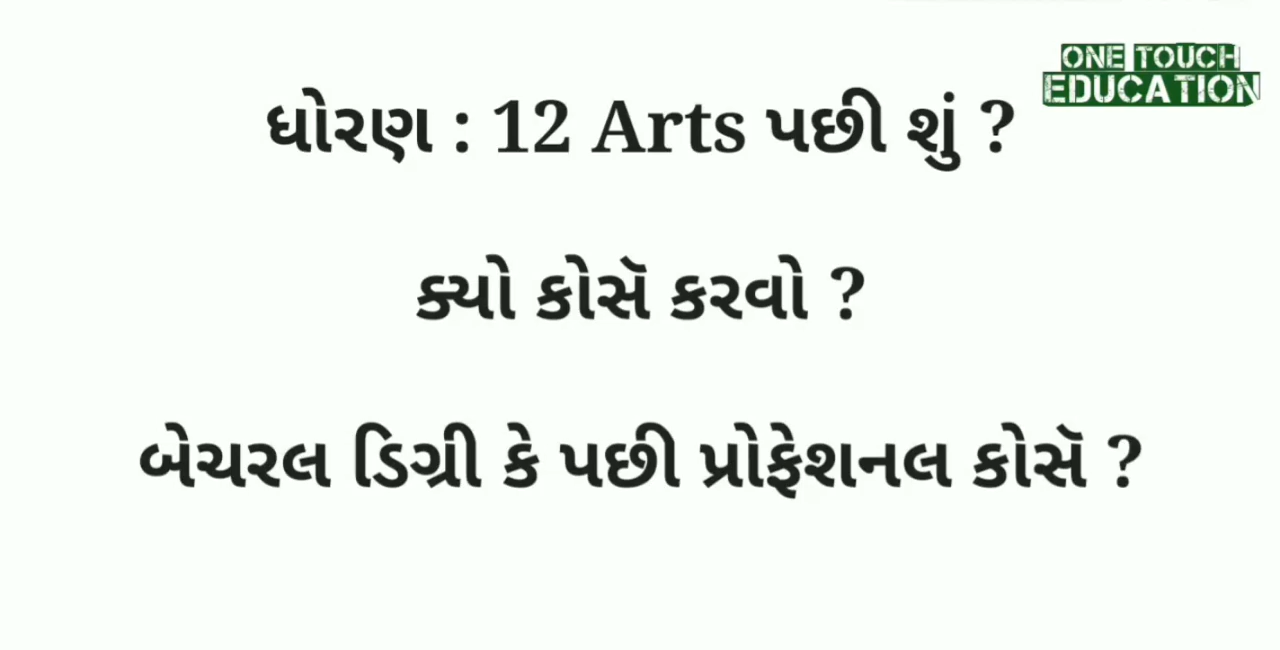 ONE TOUCH
EDUCATION
ધોરણ : 12 Arts પછી શું ?
ક્યો કોસૅ કરવો ?
બેચરલ ડિગ્રી કે પછી પ્રોફેશનલ કોસૅ ?